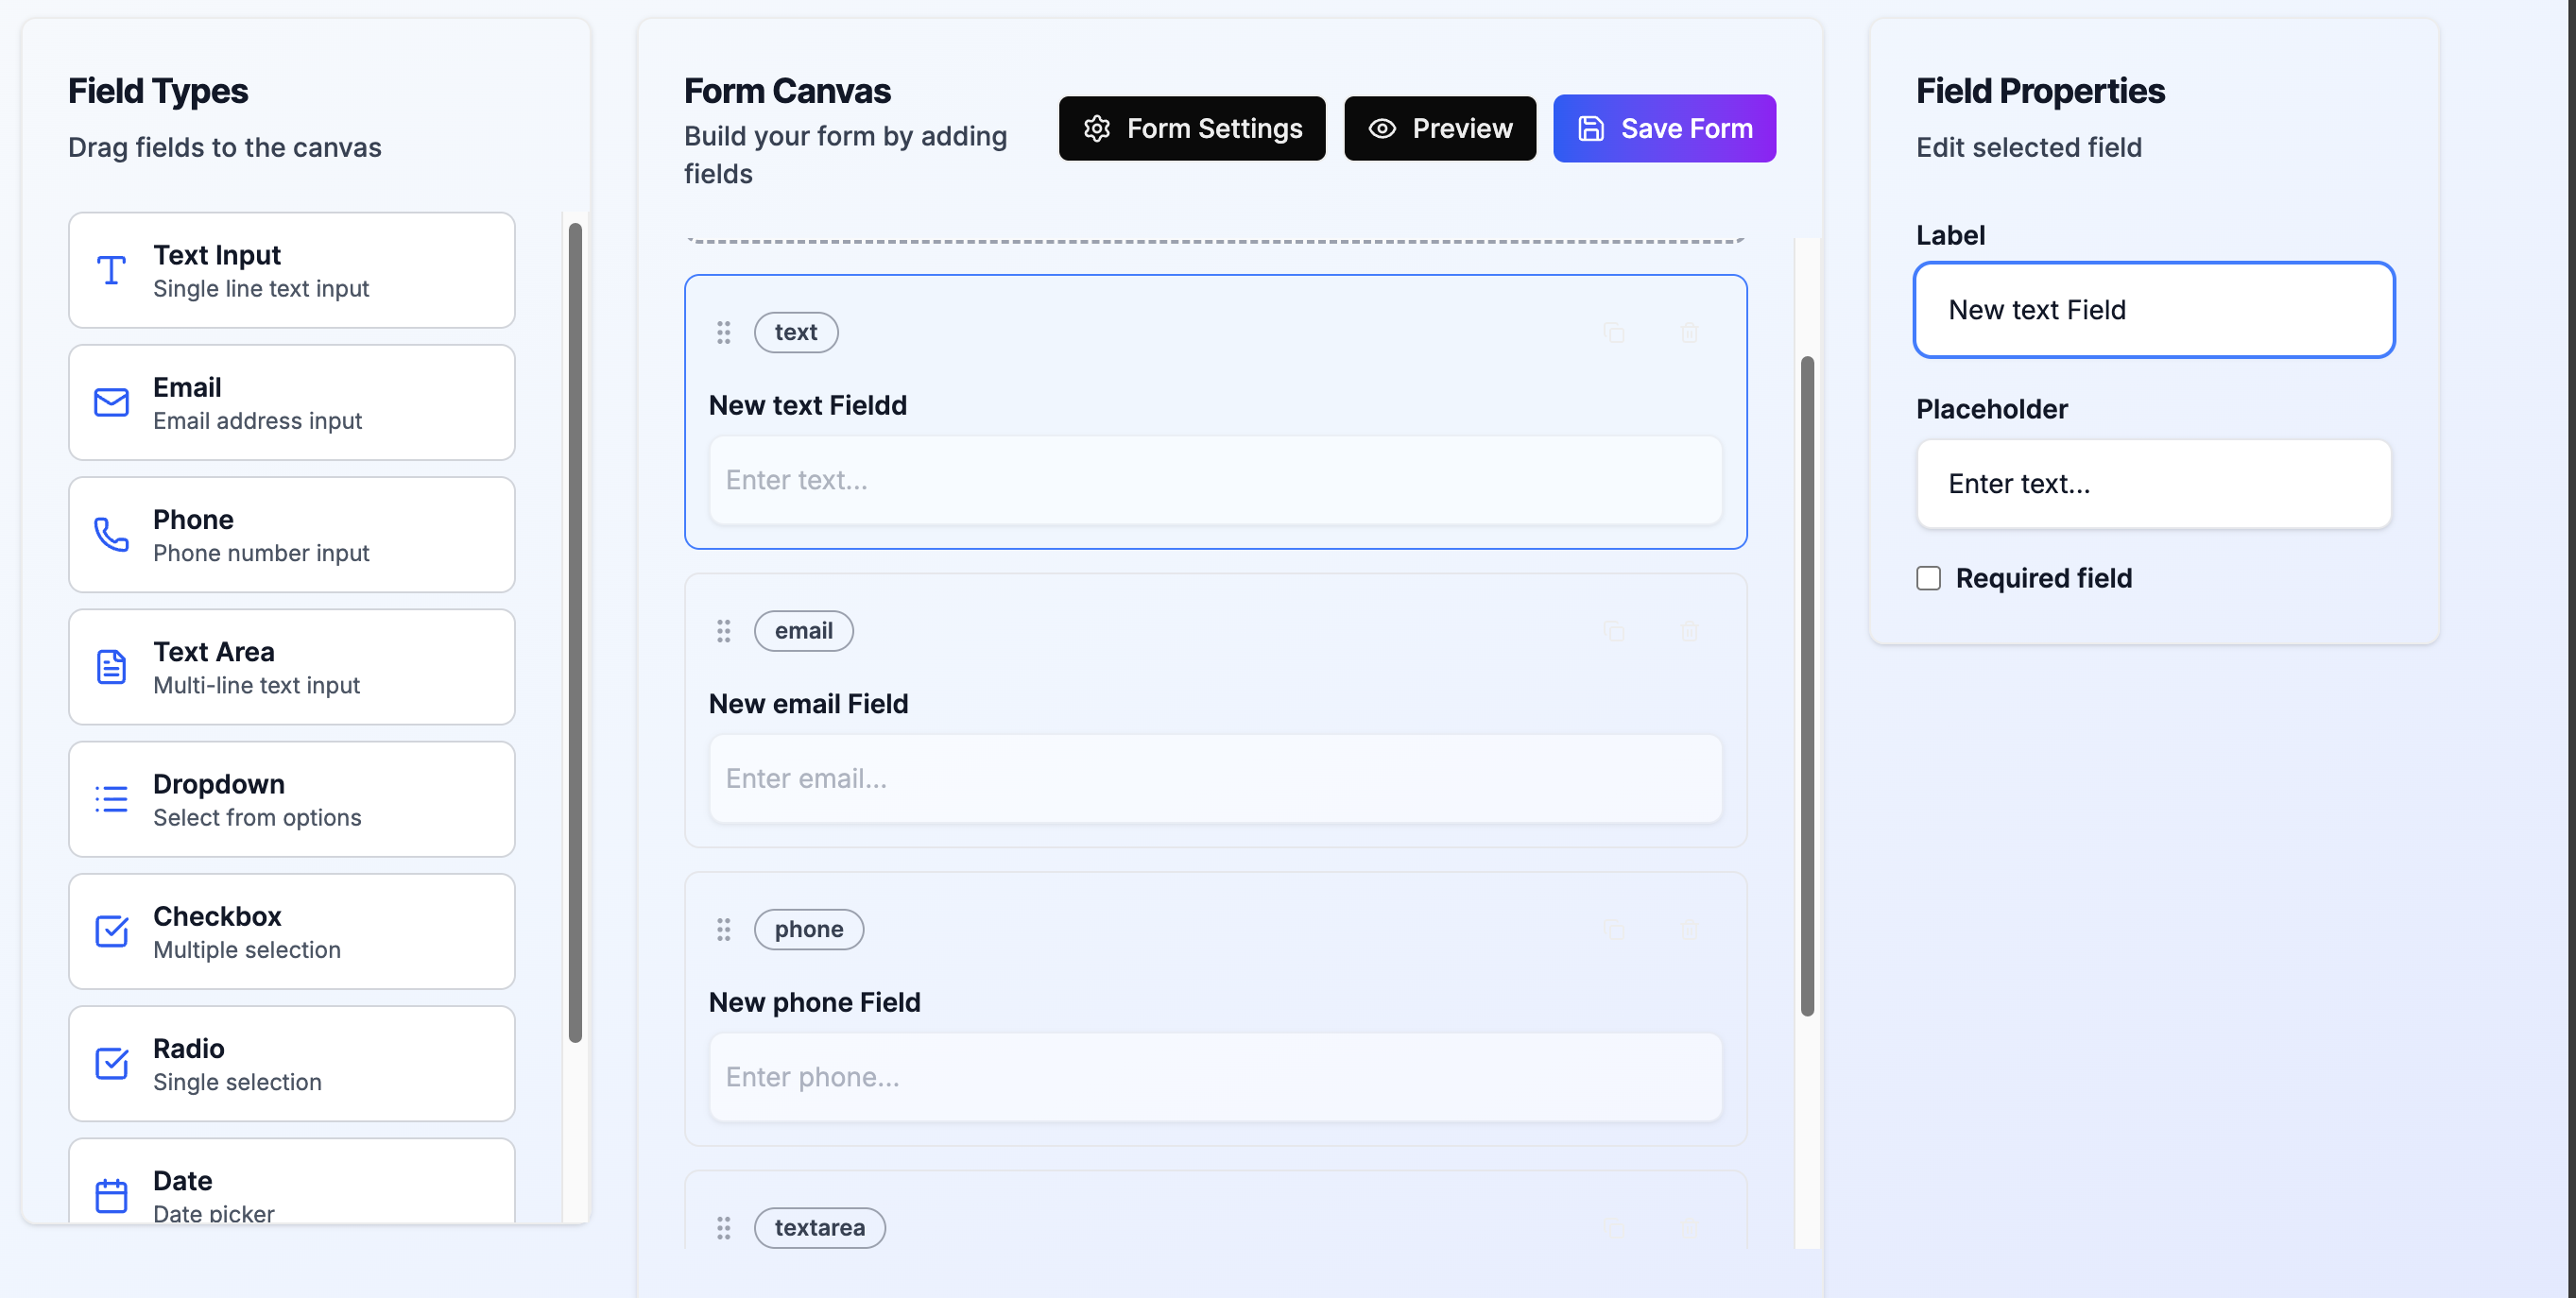 Field Types
Drag fields to the canvas
Text Input
Single line text input
Email
Email address input
Phone
Phone number input
Text Area
Multi-line text input
Dropdown
Select from options
Checkbox
Multiple selection
Radio
Single selection
Date
Date picker
Form Canvas
Build your form by adding
fields
Form Settings
Preview
Save Form
text
New text Fieldd
Enter text...
email
New email Field
Enter email...
phone
New phone Field
Enter phone...
textarea
Field Properties
Edit selected field
Label
New text Field
Placeholder
Enter text...
Required field